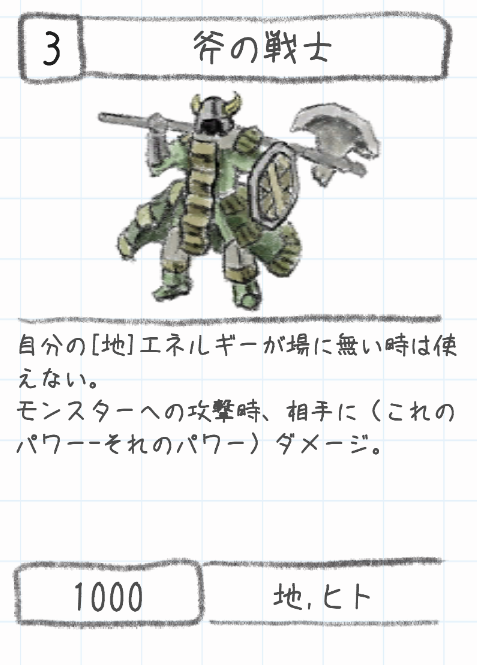 3
斧の戦士
自分の[地]エネルギーが場に無い時は使
えない。
モンスターへの攻撃時、相手に（これの
パワー-それのパワー）ダメージ。
1000
地,ヒト